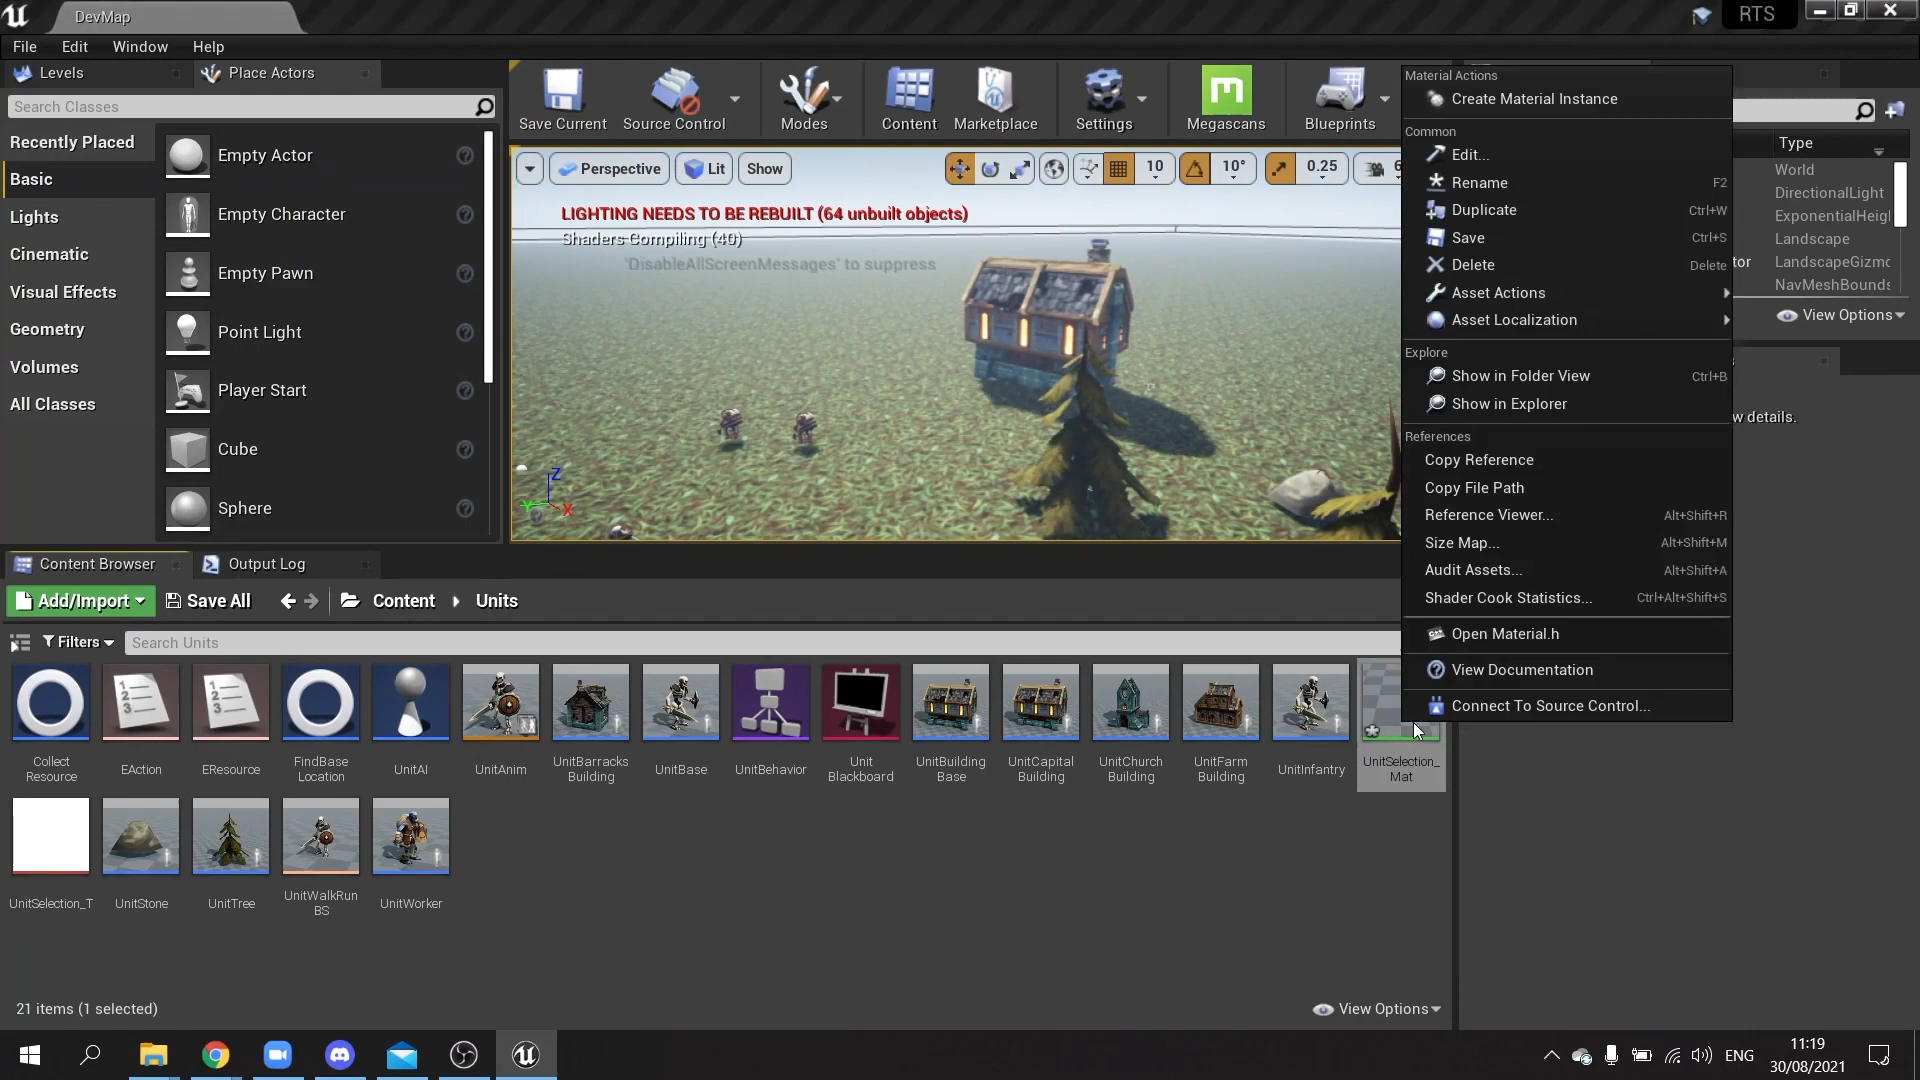 DevMap
RTS
File Edit Window Help
Levels
Place Actors
Search Classes
Recently Placed
Basic
Lights
Cinematic
Visual Effects
Geometry
Volumes
All Classes
Empty Actor
Empty Character
Empty Pawn
Point Light
Player Start
Cube
Sphere
Save Current
Source Control
Modes
Content
Marketplace
Settings
Megascans
Blueprints
Perspective
Lit
Show
10
10°
0.25
LIGHTING NEEDS TO BE REBUILT (64 unbuilt objects)
Shaders Compiling (40)
'DisableAllScreenMessages' to suppress
Z
Y
X
Material Actions
Create Material Instance
Common
Edit...
Rename F2
Duplicate Ctrl+W
Save Ctrl+S
Delete Delete
Asset Actions
Asset Localization
Explore
Show in Folder View Ctrl+B
Show in Explorer
References
Copy Reference
Copy File Path
Reference Viewer... Alt+Shift+R
Size Map... Alt+Shift+M
Audit Assets... Alt+Shift+A
Shader Cook Statistics... Ctrl+Alt+Shift+S
Open Material.h
View Documentation
Connect To Source Control...
Type
World
DirectionalLight
ExponentialHeigl
Landscape
tor LandscapeGizmo
NavMeshBounds
View Options
w details.
Content Browser
Output Log
Add/Import
Save All
Content
Units
Filters
Search Units
Collect
Resource
EAction
EResource
FindBase
Location
UnitAI
UnitAnim
UnitBarracks
Building
UnitBase
UnitBehavior
Unit
Blackboard
UnitBuilding
Base
UnitCapital
Building
UnitChurch
Building
UnitFarm
Building
UnitInfantry
UnitSelection_
Mat
UnitSelection_T
UnitStone
UnitTree
UnitWalkRun
BS
UnitWorker
21 items (1 selected)
View Options
ENG
11:19
30/08/2021